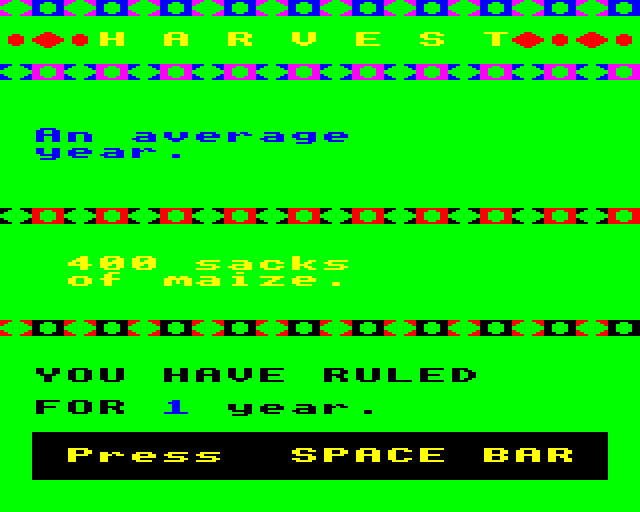 H A R V E S T
An average
year.
400 sacks
of maize.
YOU HAVE RULED
FOR 1 year.
Press SPACE BAR